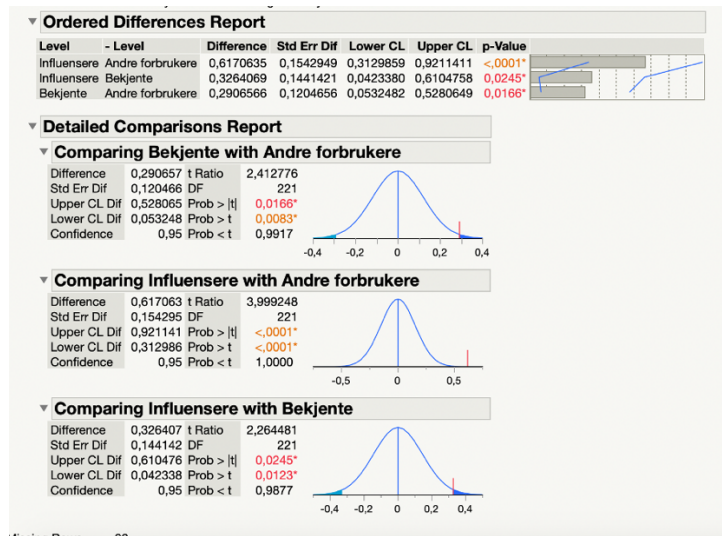 Ordered Differences Report
Level - Level Difference Std Err Dif Lower CL Upper CL p-Value
Influensere Andre forbrukere 0,6170635 0,1542949 0,3129859 0,9211411 <,0001*
Influensere Bekjente 0,3264069 0,1441421 0,0423380 0,6104758 0,0245*
Bekjente Andre forbrukere 0,2906566 0,1204656 0,0532482 0,5280649 0,0166*
Detailed Comparisons Report
Comparing Bekjente with Andre forbrukere
Difference 0,290657 t Ratio 2,412776
Std Err Dif 0,120466 DF 221
Upper CL Dif 0,528065 Prob > |t| 0,0166*
Lower CL Dif 0,053248 Prob > t 0,0083*
Confidence 0,95 Prob < t 0,9917
-0,4 -0,2 0 0,2 0,4
Comparing Influensere with Andre forbrukere
Difference 0,617063 t Ratio 3,999248
Std Err Dif 0,154295 DF 221
Upper CL Dif 0,921141 Prob > |t| <,0001*
Lower CL Dif 0,312986 Prob > t <,0001*
Confidence 0,95 Prob < t 1,0000
-0,5 0 0,5
Comparing Influensere with Bekjente
Difference 0,326407 t Ratio 2,264481
Std Err Dif 0,144142 DF 221
Upper CL Dif 0,610476 Prob > |t| 0,0245*
Lower CL Dif 0,042338 Prob > t 0,0123*
Confidence 0,95 Prob < t 0,9877
-0,4 -0,2 0 0,2 0,4